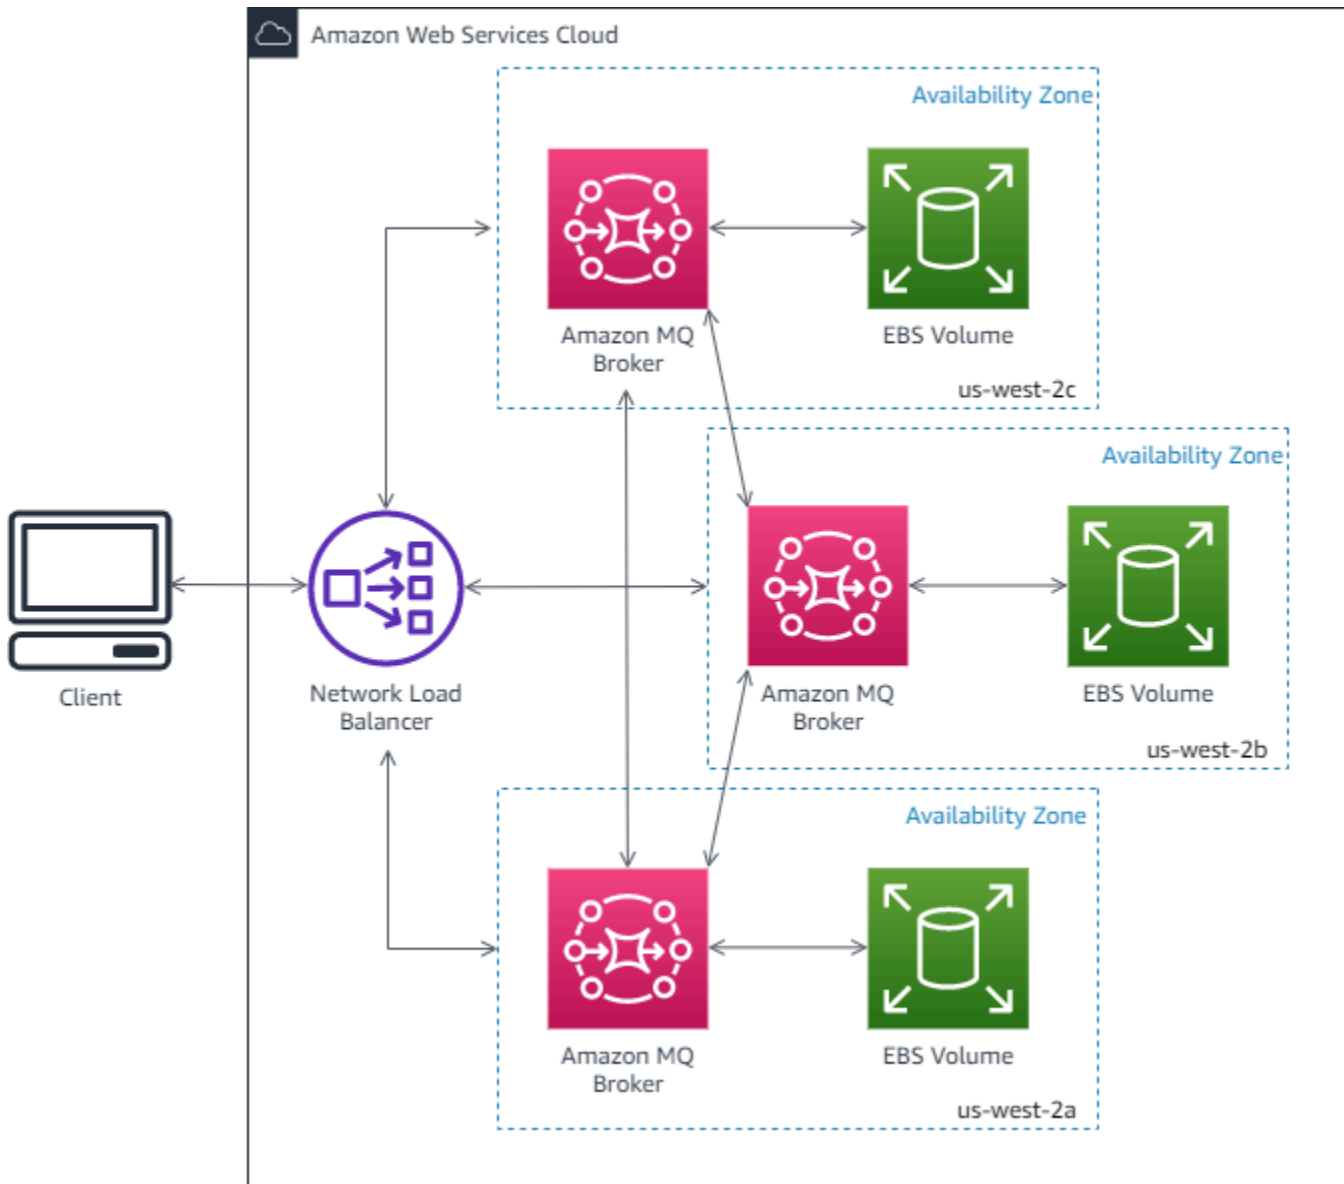 Amazon Web Services Cloud
Availability Zone
Amazon MQ
Broker
EBS Volume
us-west-2c
Availability Zone
Amazon MQ
Broker
EBS Volume
us-west-2b
Client
Network Load
Balancer
Availability Zone
Amazon MQ
Broker
EBS Volume
us-west-2a